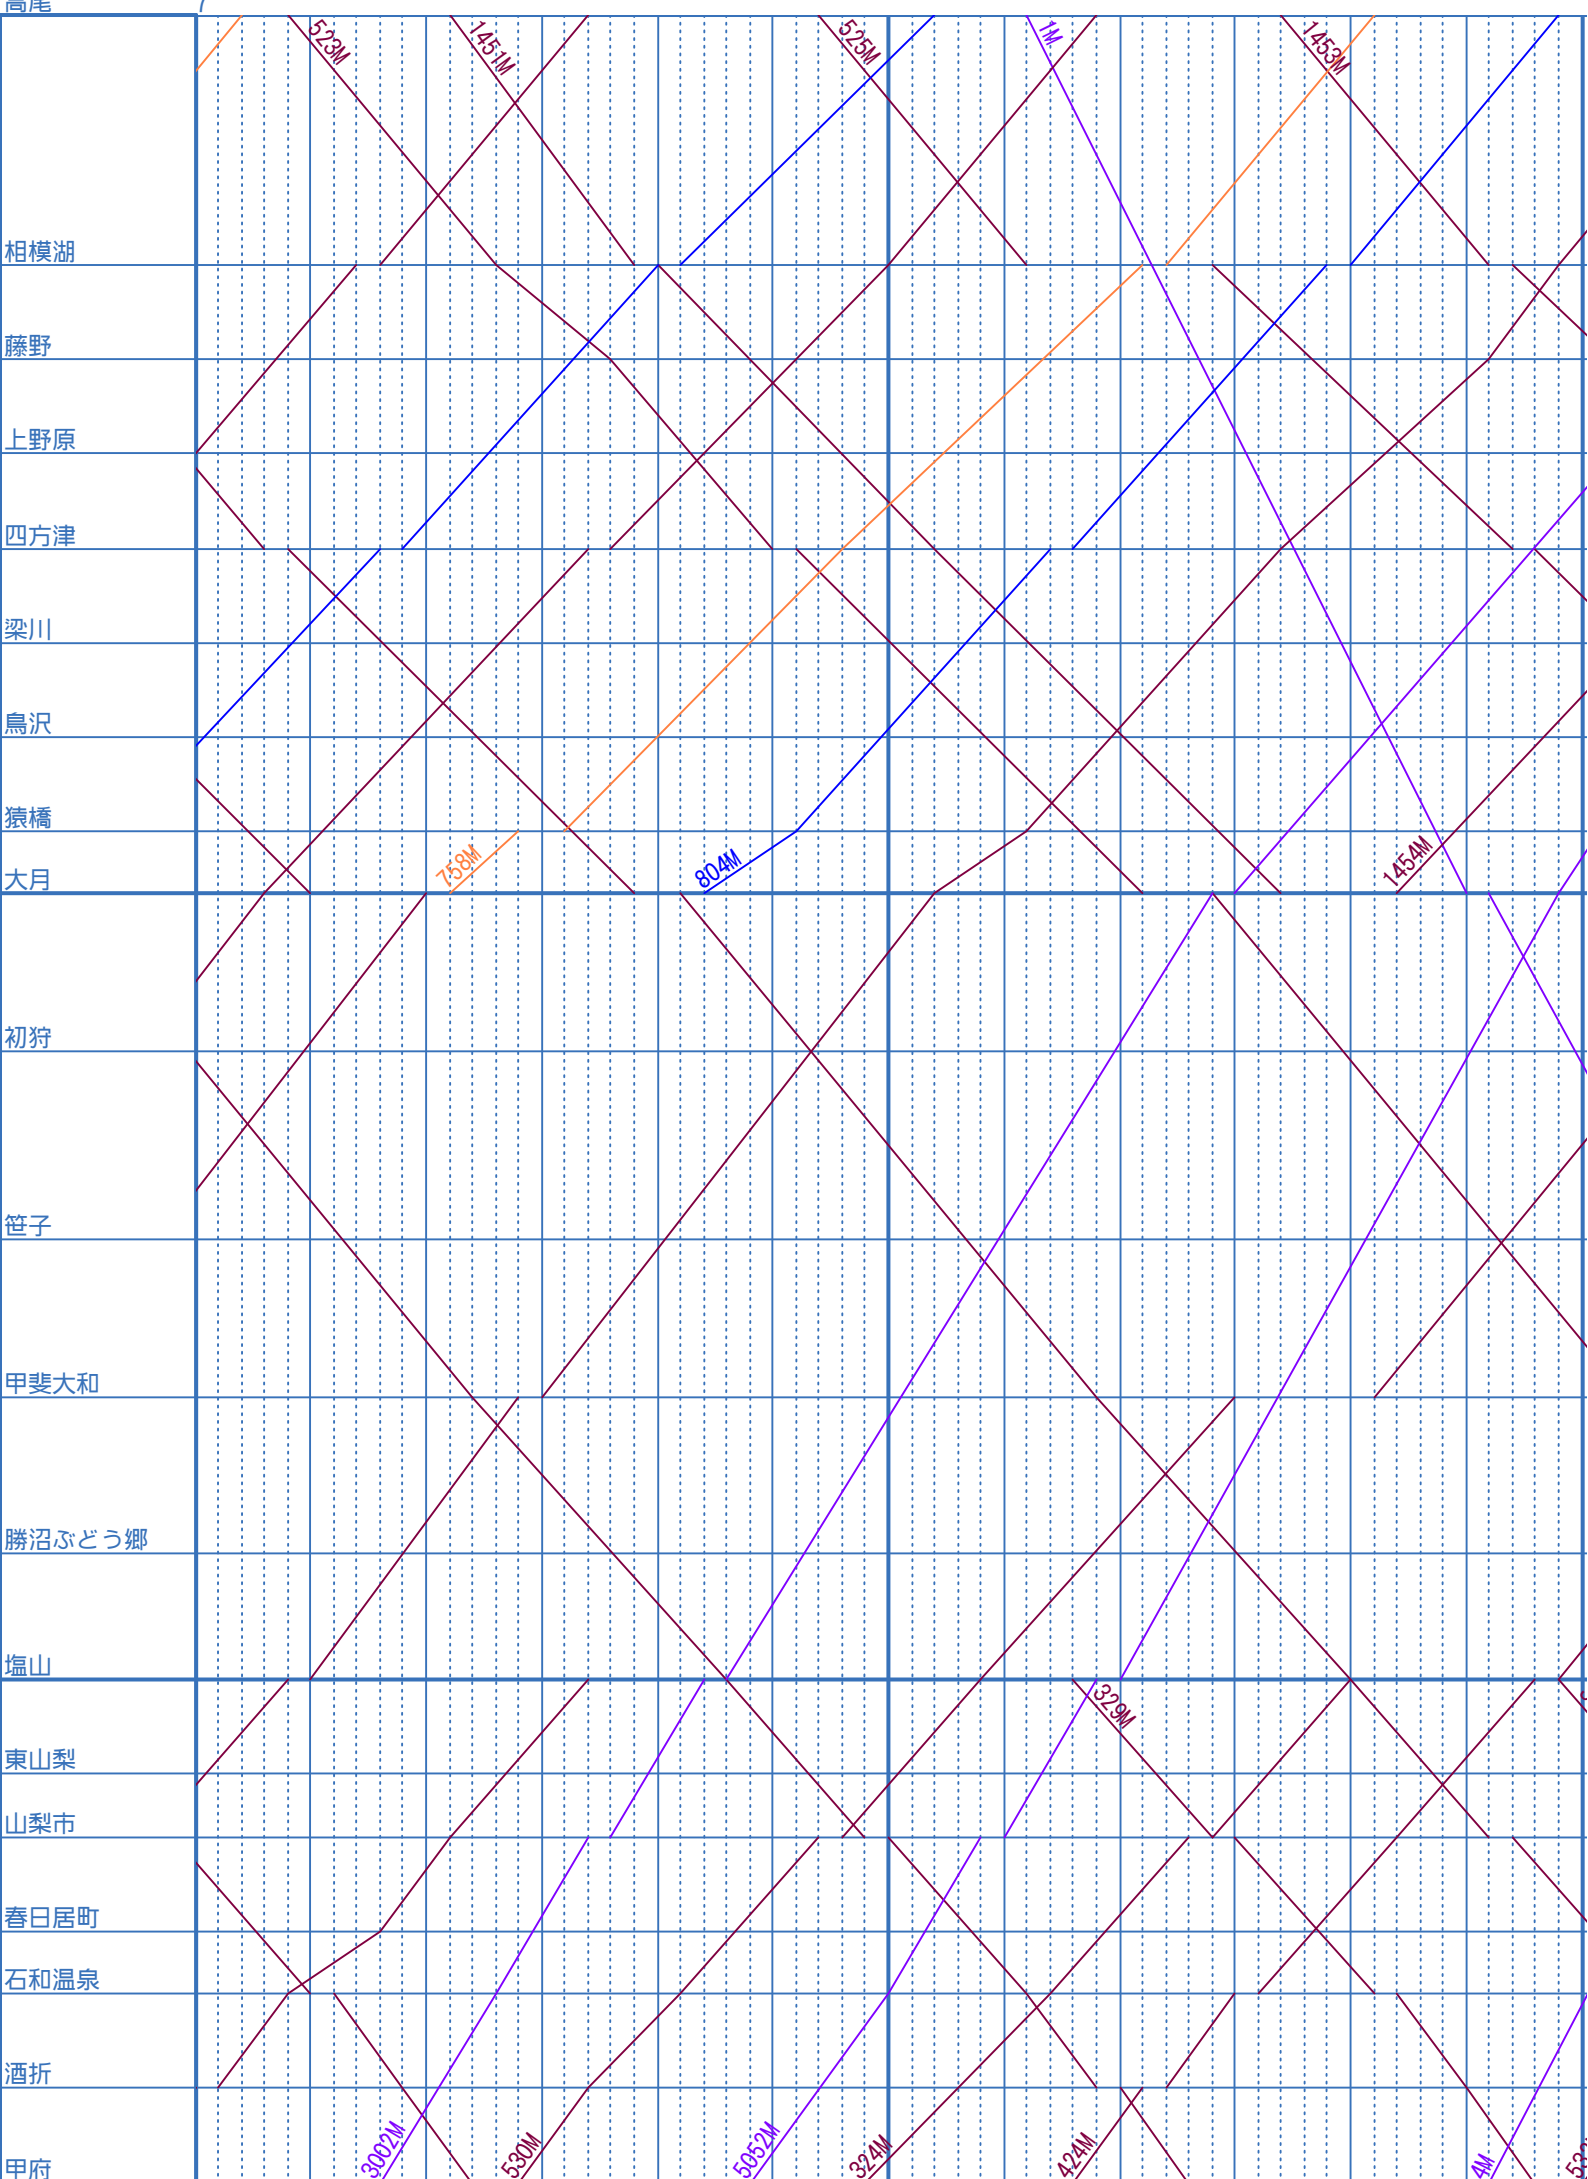 高尾
7
523M
1451M
525M
1M
1453M
相模湖
藤野
上野原
四方津
梁川
鳥沢
猿橋
758M
804M
1454M
大月
初狩
笹子
甲斐大和
勝沼ぶどう郷
塩山
329M
東山梨
山梨市
春日居町
石和温泉
酒折
3002M
530M
5052M
324M
424M
4M
甲府